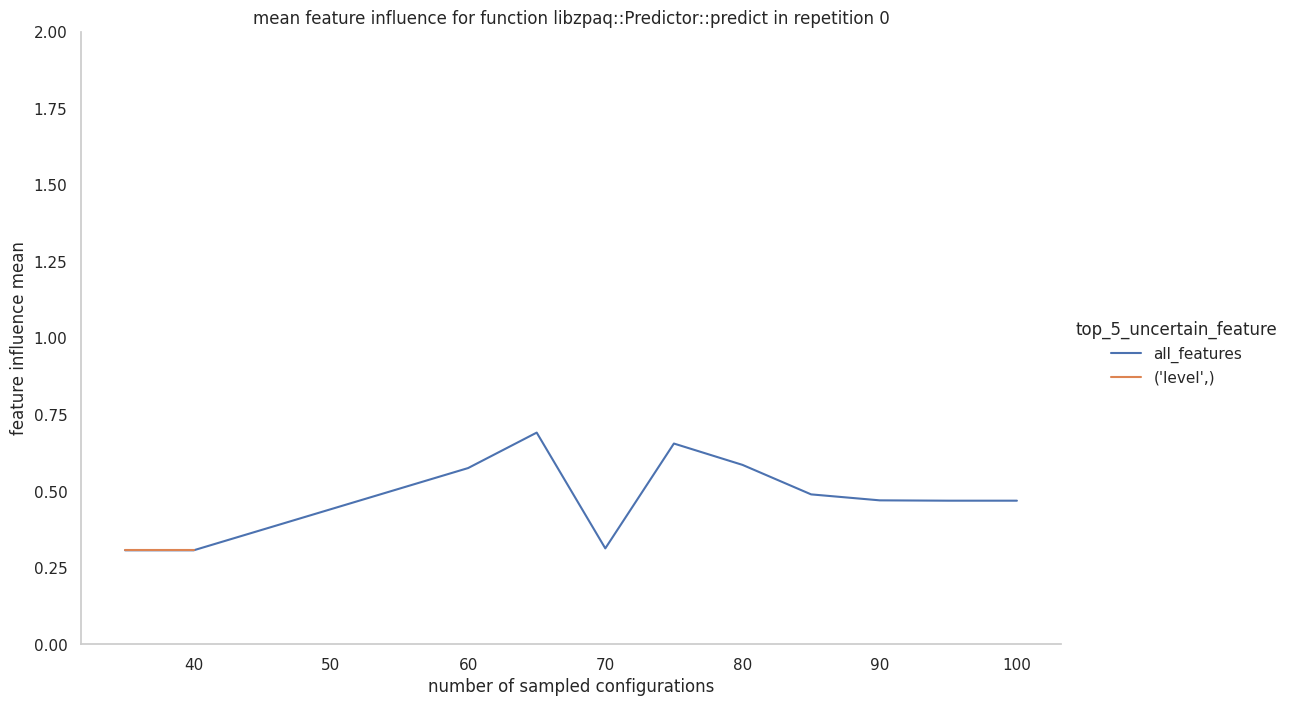 mean feature influence for function libzpaq::Predictor::predict in repetition 0
2.00
1.75
1.50
1.25
1.00
0.75
0.50
0.25
0.00
feature influence mean
40 50 60 70 80 90 100
number of sampled configurations
top_5_uncertain_feature
all_features
('level',)